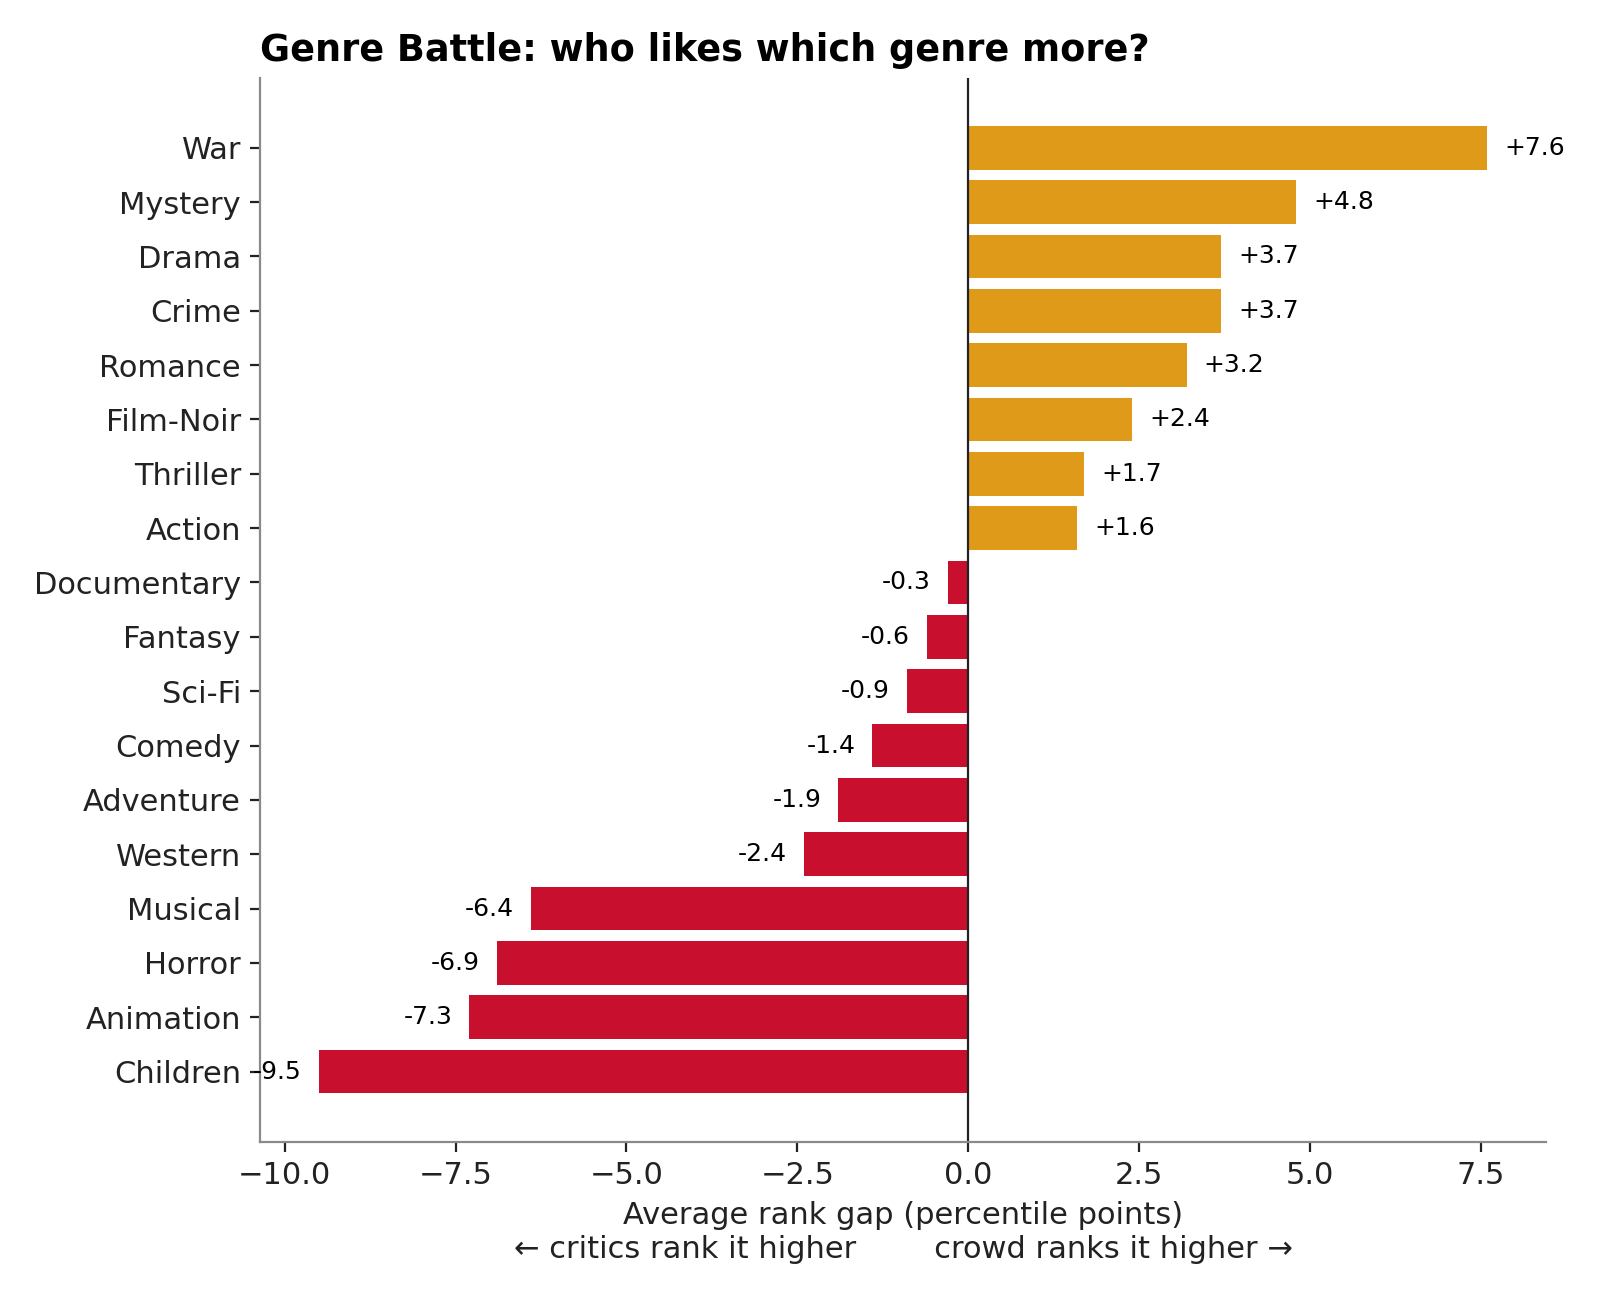 Genre Battle: who likes which genre more?
War +7.6
Mystery +4.8
Drama +3.7
Crime +3.7
Romance +3.2
Film-Noir +2.4
Thriller +1.7
Action +1.6
Documentary -0.3
Fantasy -0.6
Sci-Fi -0.9
Comedy -1.4
Adventure -1.9
Western -2.4
Musical -6.4
Horror -6.9
Animation -7.3
Children -9.5
−10.0 −7.5 −5.0 −2.5 0.0 2.5 5.0 7.5
Average rank gap (percentile points)
← critics rank it higher crowd ranks it higher →